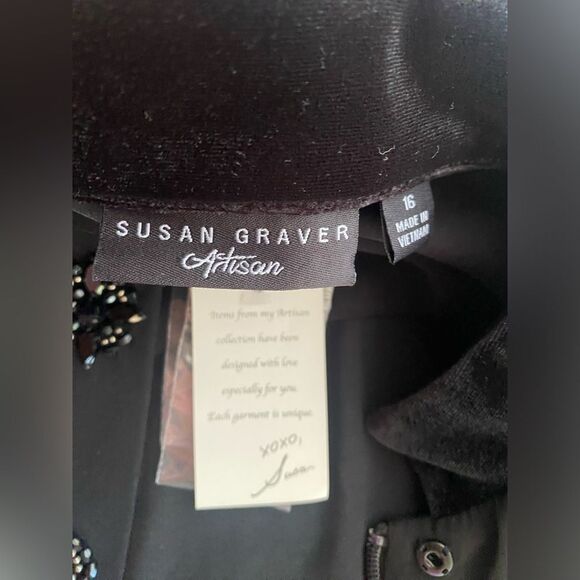 SUSAN GRAVER
Artisan
16
MADE IN
VIETNAM
Items from my Artisan
collection have been
designed with love
especially for you.
Each garment is unique.
XOXO,
Susan